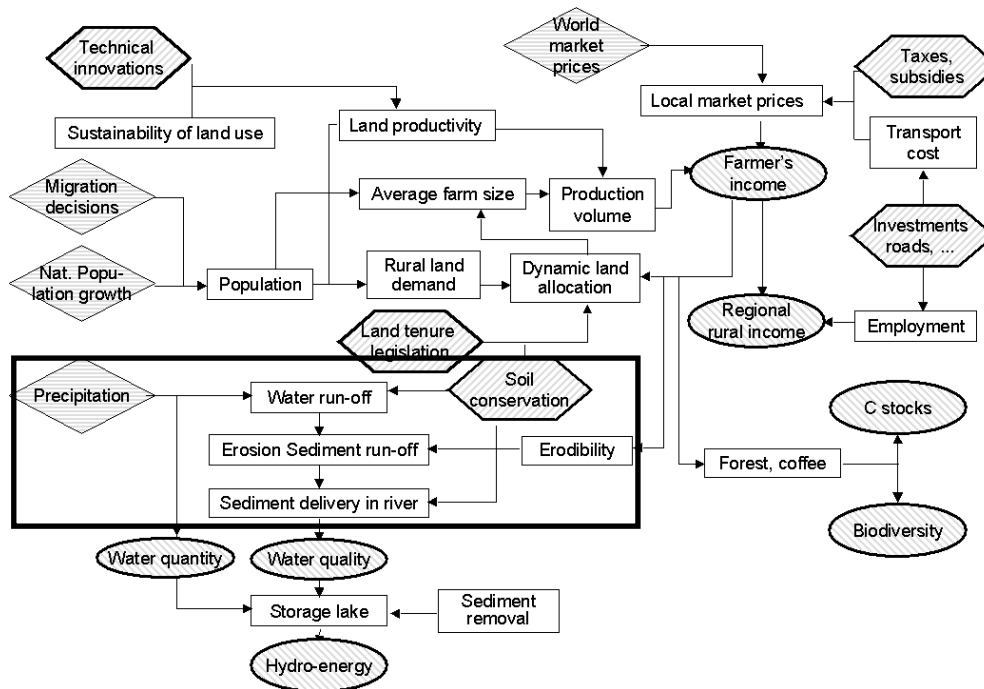 Technical
innovations
World
market
prices
Taxes,
subsidies
Sustainability of land use
Land productivity
Local market prices
Transport
cost
Migration
decisions
Average farm size
Production
volume
Farmer's
income
Investments
roads, ...
Nat. Popu-
lation growth
Population
Rural land
demand
Dynamic land
allocation
Regional
rural income
Employment
Land tenure
legislation
Precipitation
Water run-off
Soil
conservation
C stocks
Erosion Sediment run-off
Erodibility
Forest, coffee
Sediment delivery in river
Biodiversity
Water quantity
Water quality
Storage lake
Sediment
removal
Hydro-energy